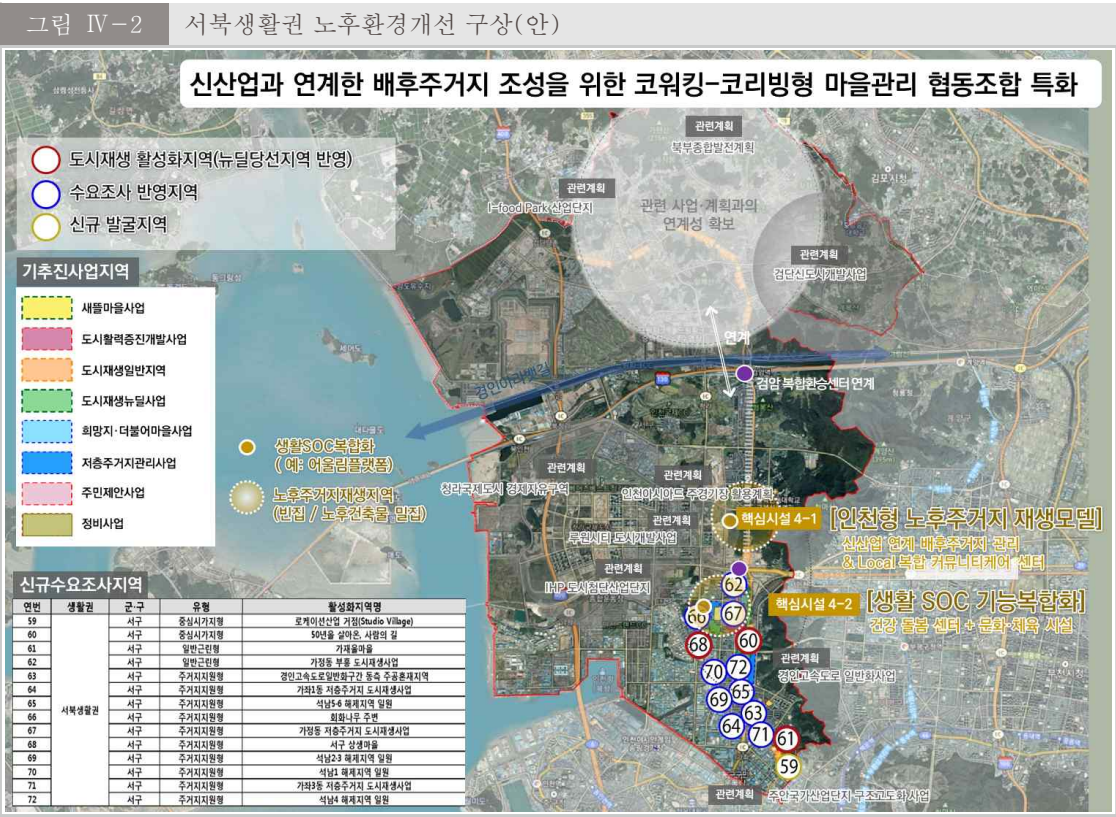 그림 Ⅳ-2 서북생활권 노후환경개선 구상(안)
신산업과 연계한 배후주거지 조성을 위한 코워킹-코리빙형 마을관리 협동조합 특화
도시재생 활성화지역(뉴딜당선지역 반영)
수요조사 반영지역
신규 발굴지역
기추진사업지역
새뜰마을사업
도시활력증진개발사업
도시재생일반지역
도시재생뉴딜사업
희망지·더불어마을사업
저층주거지관리사업
주민제안사업
정비사업
생활SOC복합화
( 예: 어울림플랫폼)
노후주거지재생지역
(빈집 / 노후건축물 밀집)
관련계획
북부종합발전계획
관련계획
I-food Park 산업단지
관련 사업·계획과의
연계성 확보
관련계획
검단신도시개발사업
김포시청
세어도
연계
경인아라뱃길
검암 복합환승센터 연계
관련계획
청라국제도시 경제자유구역
관련계획
인천아시아드 주경기장 활용계획
관련계획
루원시티 도시개발사업
관련계획
IHP 도시첨단산업단지
핵심시설 4-1 [인천형 노후주거지 재생모델]
신산업 연계 배후주거지 관리
& Local 복합 커뮤니티케어 센터
핵심시설 4-2 [생활 SOC 기능복합화]
건강 돌봄 센터 + 문화·체육 시설
62
66
67
68
60
70
72
69
65
63
64
71
61
59
관련계획
경인고속도로 일반화사업
관련계획
주안국가산업단지 구조고도화 사업
신규수요조사지역
연번 생활권 군·구 유형 활성화지역명
59 서구 중심시가지형 로케이션산업 거점(Studio Village)
60 서구 중심시가지형 50년을 살아온, 사람의 길
61 서구 일반근린형 가재울마을
62 서구 일반근린형 가정동 부흥 도시재생사업
63 서구 주거지지원형 경인고속도로일반화구간 동측 주공혼재지역
64 서구 주거지지원형 가좌1동 저층주거지 도시재생사업
65 서구 주거지지원형 석남5·6 해제지역 일원
서북생활권
66 서구 주거지지원형 회화나무 주변
67 서구 주거지지원형 가정동 저층주거지 도시재생사업
68 서구 주거지지원형 서구 상생마을
69 서구 주거지지원형 석남2·3 해제지역 일원
70 서구 주거지지원형 석남1 해제지역 일원
71 서구 주거지지원형 가좌3동 저층주거지 도시재생사업
72 서구 주거지지원형 석남4 해제지역 일원